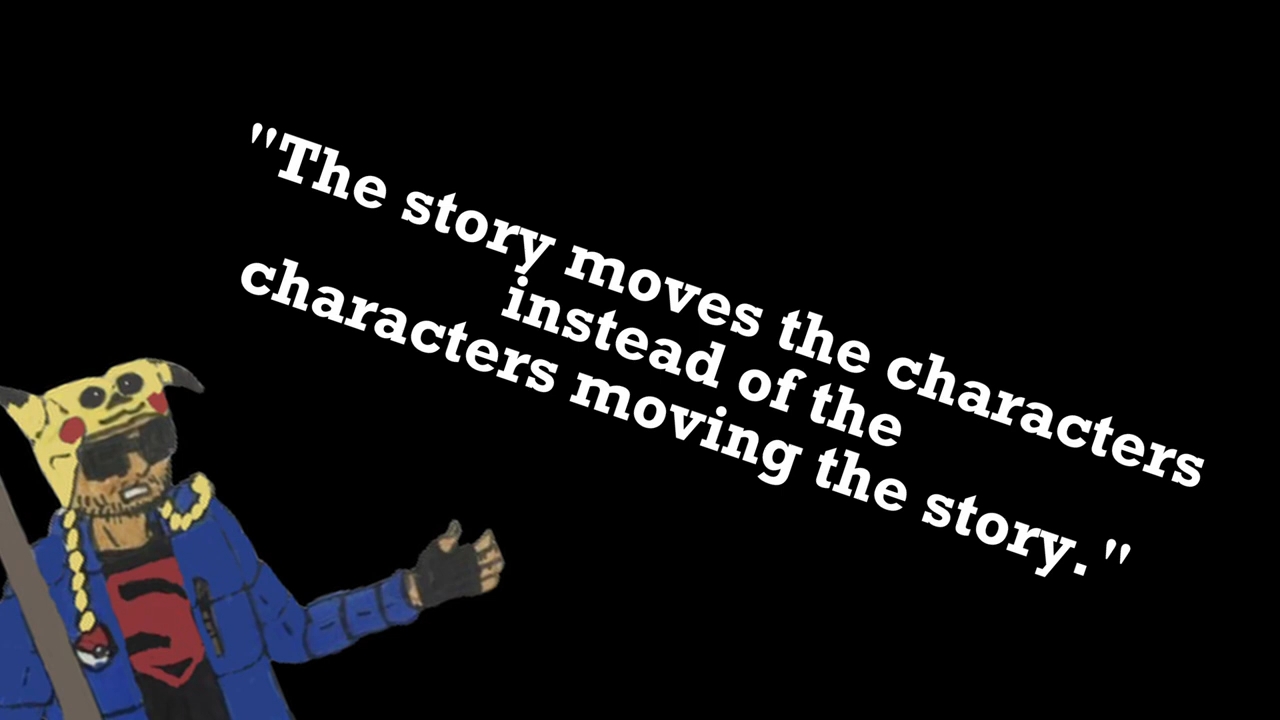 "The story moves the characters
instead of the
characters moving the story."